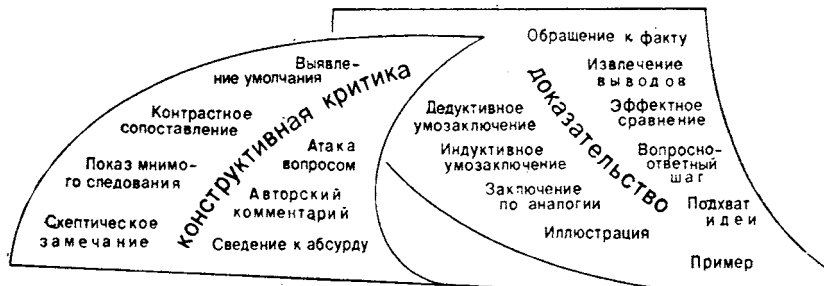 Выявле-
ние умолчания
Контрастное
сопоставление
Показ мнимо-
го следования
Скептическое
замечание
конструктивная критика
Атака
вопросом
Авторский
комментарий
Сведение к абсурду
Обращение к факту
Извлечение
выводов
Эффектное
сравнение
Вопросно-
ответный
шаг
Подхват
идеи
Пример
доказательство
Дедуктивное
умозаключение
Индуктивное
умозаключение
Заключение
по аналогии
Иллюстрация